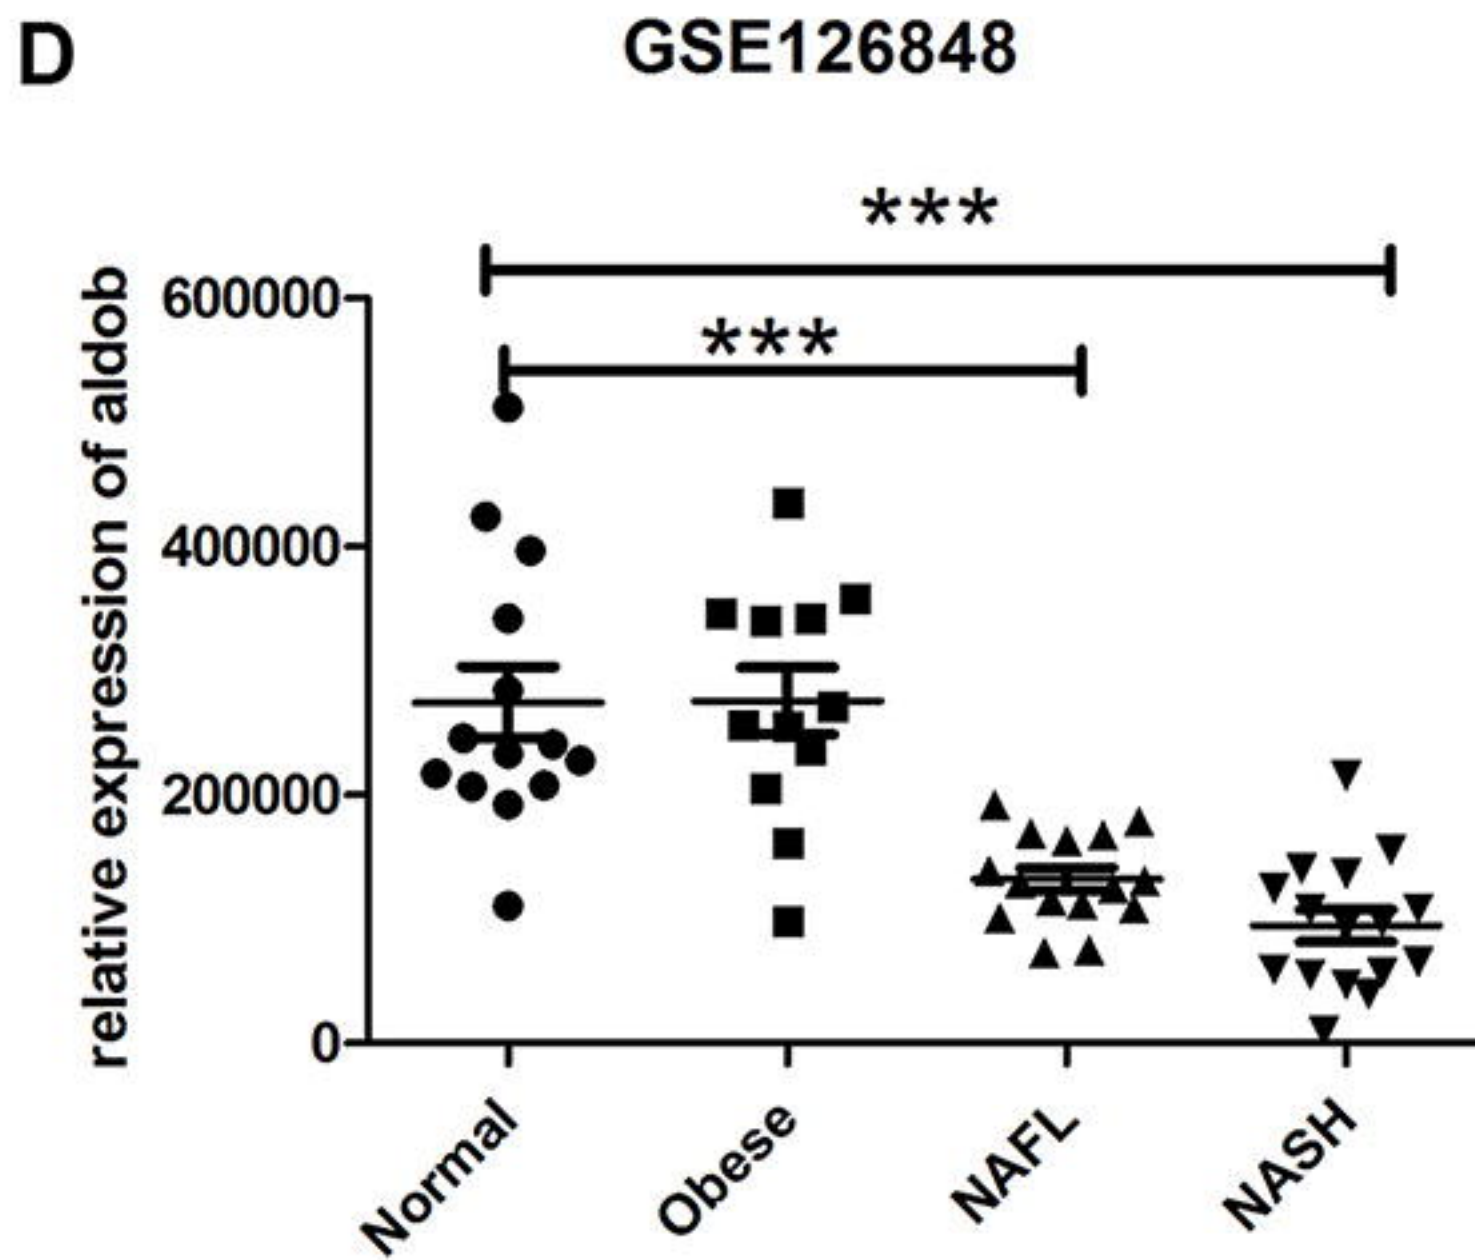 D
GSE126848
***
***
relative expression of aldob
600000
400000
200000
0
Normal
Obese
NAFL
NASH